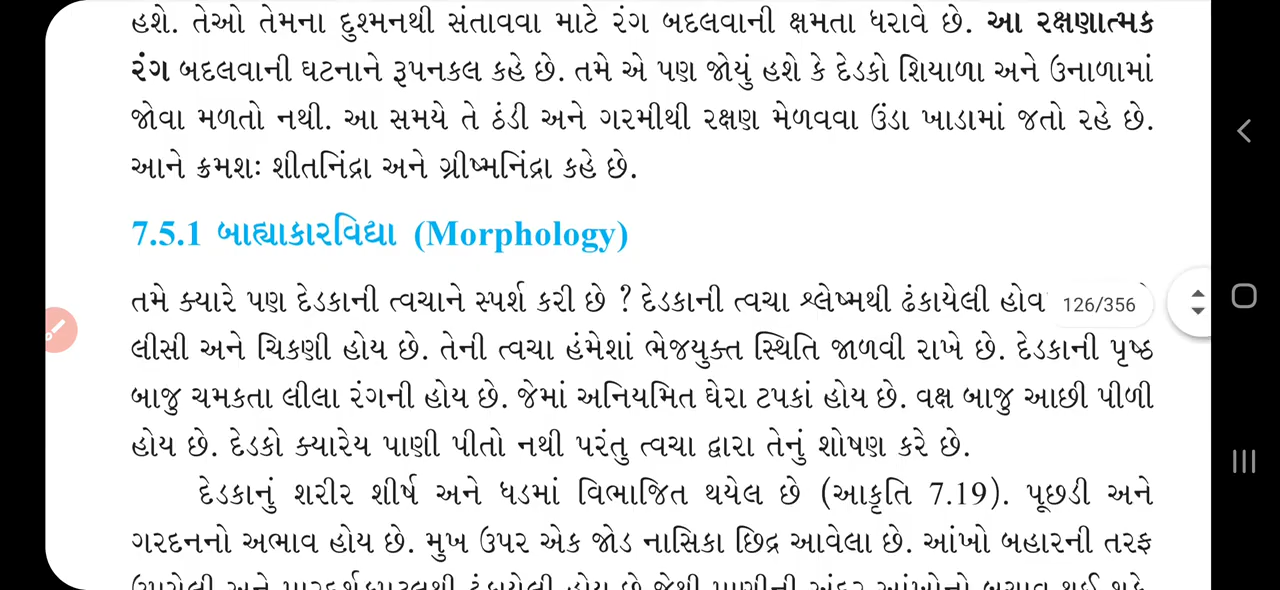 હશે. તેઓ તેમના દુશ્મનથી સંતાવવા માટે રંગ બદલવાની ક્ષમતા ધરાવે છે. આ રક્ષણાત્મક
રંગ બદલવાની ઘટનાને રૂપનકલ કહે છે. તમે એ પણ જોયું હશે કે દેડકો શિયાળા અને ઉનાળામાં
જોવા મળતો નથી. આ સમયે તે ઠંડી અને ગરમીથી રક્ષણ મેળવવા ઉંડા ખાડામાં જતો રહે છે.
આને ક્રમશઃ શીતનિંદ્રા અને ગ્રીષ્મનિંદ્રા કહે છે.
7.5.1 બાહ્યાકારવિદ્યા (Morphology)
તમે ક્યારે પણ દેડકાની ત્વચાને સ્પર્શ કરી છે ? દેડકાની ત્વચા શ્લેષ્મથી ઢંકાયેલી હોવ
126/356
લીસી અને ચિકણી હોય છે. તેની ત્વચા હંમેશાં ભેજયુક્ત સ્થિતિ જાળવી રાખે છે. દેડકાની પૃષ્ઠ
બાજુ ચમકતા લીલા રંગની હોય છે. જેમાં અનિયમિત ઘેરા ટપકાં હોય છે. વક્ષ બાજુ આછી પીળી
હોય છે. દેડકો ક્યારેય પાણી પીતો નથી પરંતુ ત્વચા દ્વારા તેનું શોષણ કરે છે.
દેડકાનું શરીર શીર્ષ અને ધડમાં વિભાજિત થયેલ છે (આકૃતિ 7.19). પૂછડી અને
ગરદનનો અભાવ હોય છે. મુખ ઉપર એક જોડ નાસિકા છિદ્ર આવેલા છે. આંખો બહારની તરફ